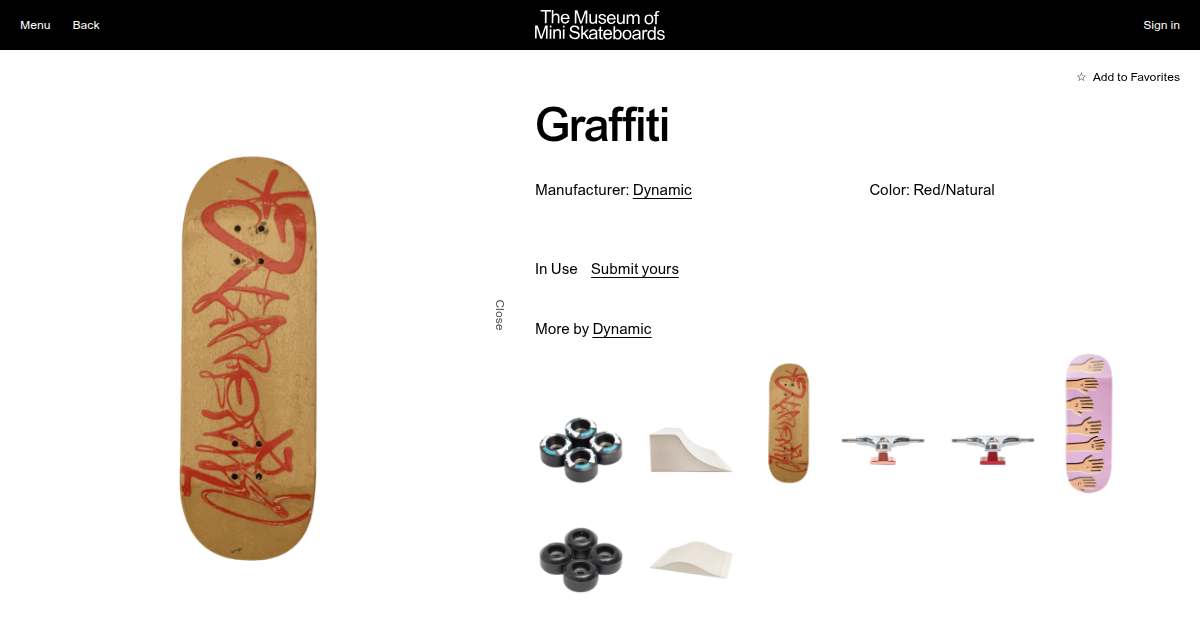 Menu
Back
The Museum of
Mini Skateboards
Sign in
☆ Add to Favorites
Graffiti
Manufacturer: Dynamic
Color: Red/Natural
In Use
Submit yours
Close
More by Dynamic